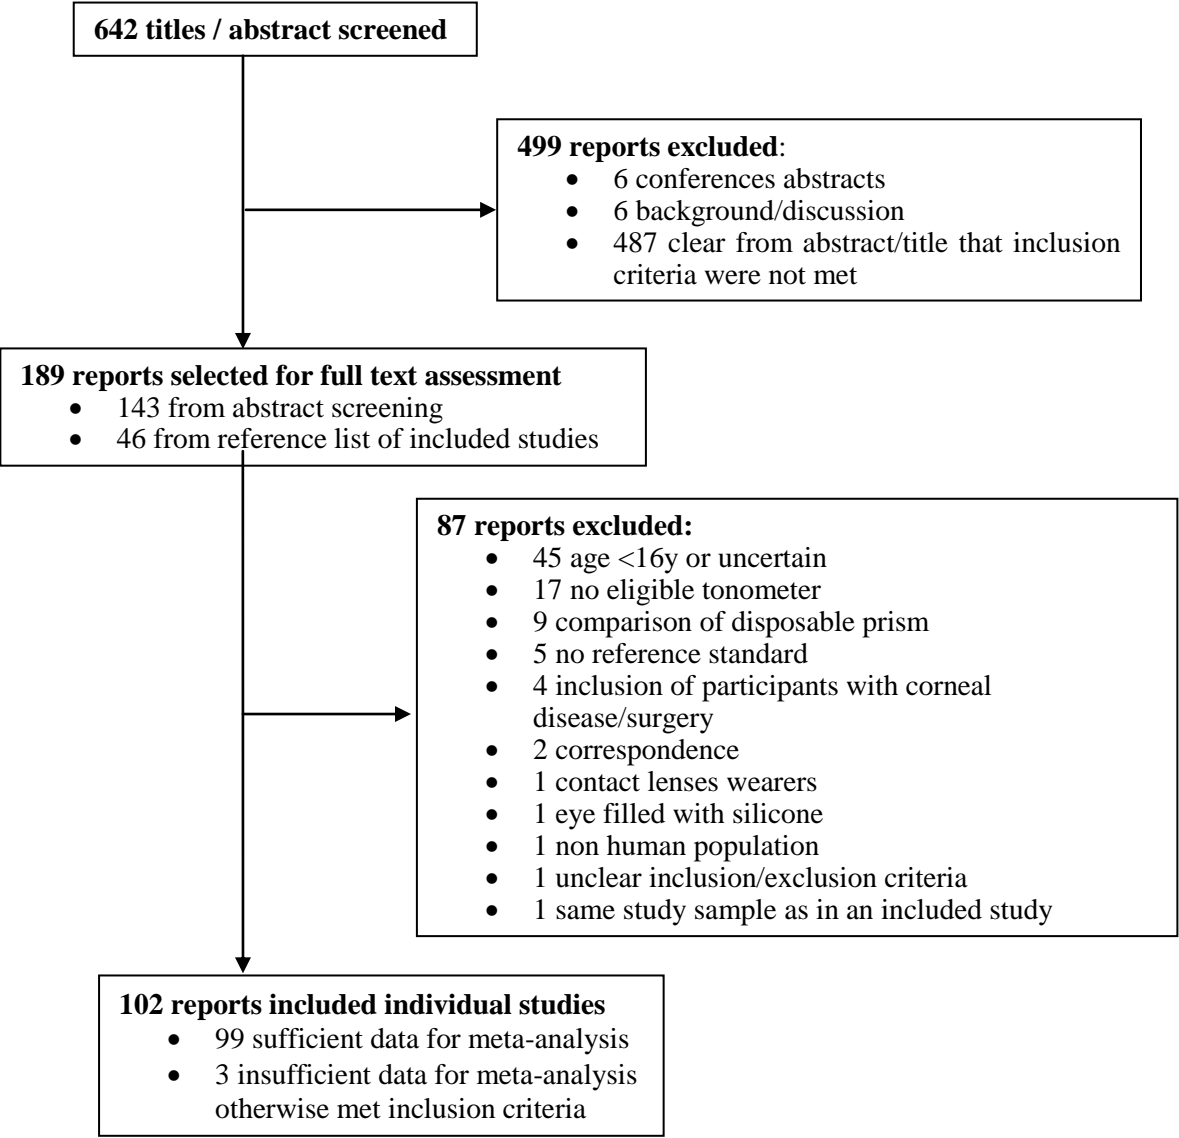 642 titles / abstract screened
499 reports excluded:
• 6 conferences abstracts
• 6 background/discussion
• 487 clear from abstract/title that inclusion
criteria were not met
189 reports selected for full text assessment
• 143 from abstract screening
• 46 from reference list of included studies
87 reports excluded:
• 45 age <16y or uncertain
• 17 no eligible tonometer
• 9 comparison of disposable prism
• 5 no reference standard
• 4 inclusion of participants with corneal
disease/surgery
• 2 correspondence
• 1 contact lenses wearers
• 1 eye filled with silicone
• 1 non human population
• 1 unclear inclusion/exclusion criteria
• 1 same study sample as in an included study
102 reports included individual studies
• 99 sufficient data for meta-analysis
• 3 insufficient data for meta-analysis
otherwise met inclusion criteria